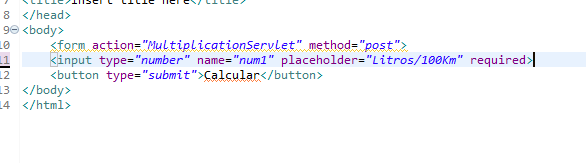 7 <title>Insert title here</title>
8 </head>
9 <body>
10 <form action="MultiplicationServlet" method="post">
11 <input type="number" name="num1" placeholder="Litros/100Km" required>
12 <button type="submit">Calcular</button>
13 </body>
14 </html>